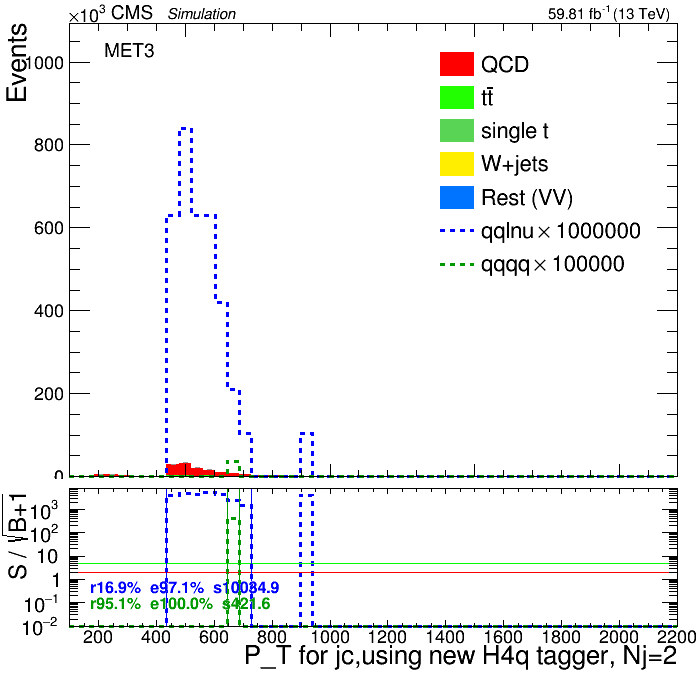 ×10³ CMS Simulation 59.81 fb⁻¹ (13 TeV)
Events
MET3
1000
800
600
400
200
0
QCD
tt̄
single t
W+jets
Rest (VV)
qqlnu × 1000000
qqqq × 100000
S / √B+1
10³
10²
10
1
10⁻¹
10⁻²
r16.9% e97.1% s10034.9
r95.1% e100.0% s421.6
200 400 600 800 1000 1200 1400 1600 1800 2000 2200
P_T for jc,using new H4q tagger, Nj=2